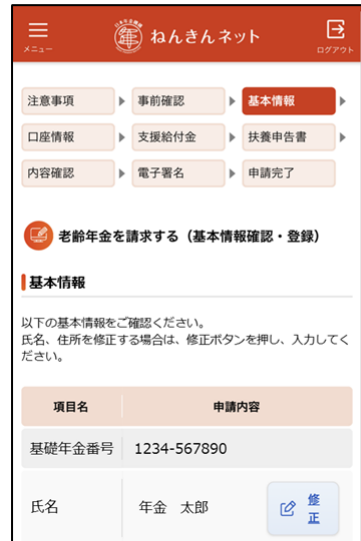 ねんきんネット
メニュー
ログアウト
注意事項
事前確認
基本情報
口座情報
支援給付金
扶養申告書
内容確認
電子署名
申請完了
老齢年金を請求する（基本情報確認・登録）
基本情報
以下の基本情報をご確認ください。
氏名、住所を修正する場合は、修正ボタンを押し、入力してく
ださい。
項目名 申請内容
基礎年金番号 1234-567890
氏名 年金　太郎 修
正